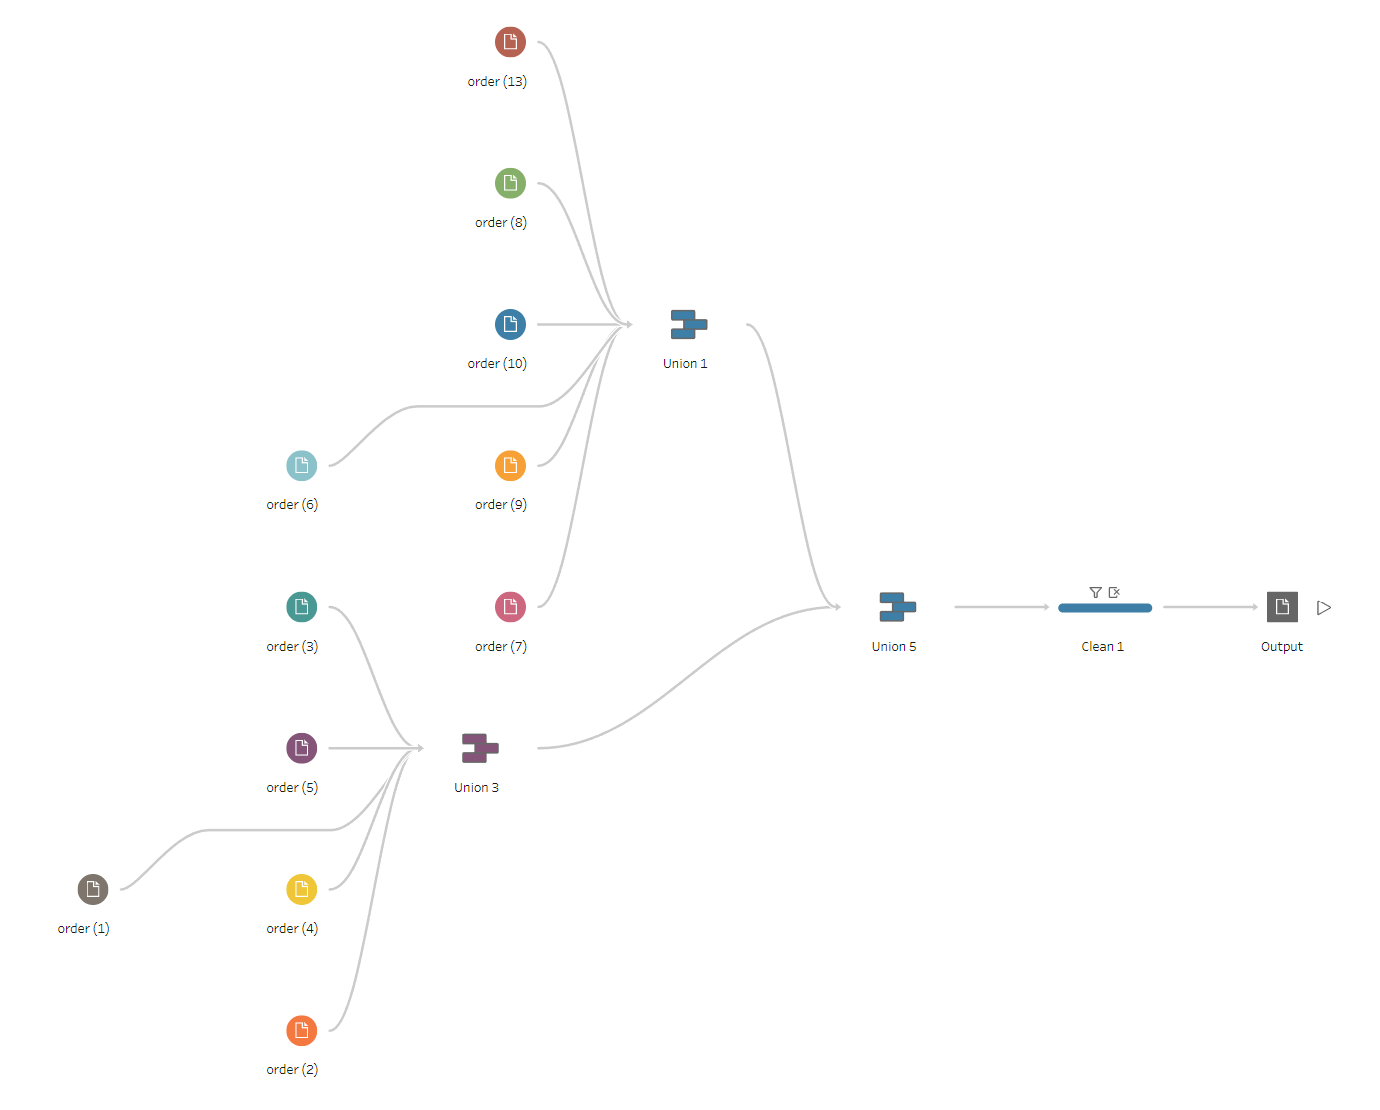 order (13)
order (8)
order (10)
Union 1
order (6)
order (9)
order (3)
order (7)
Union 5
Clean 1
Output
order (5)
Union 3
order (1)
order (4)
order (2)